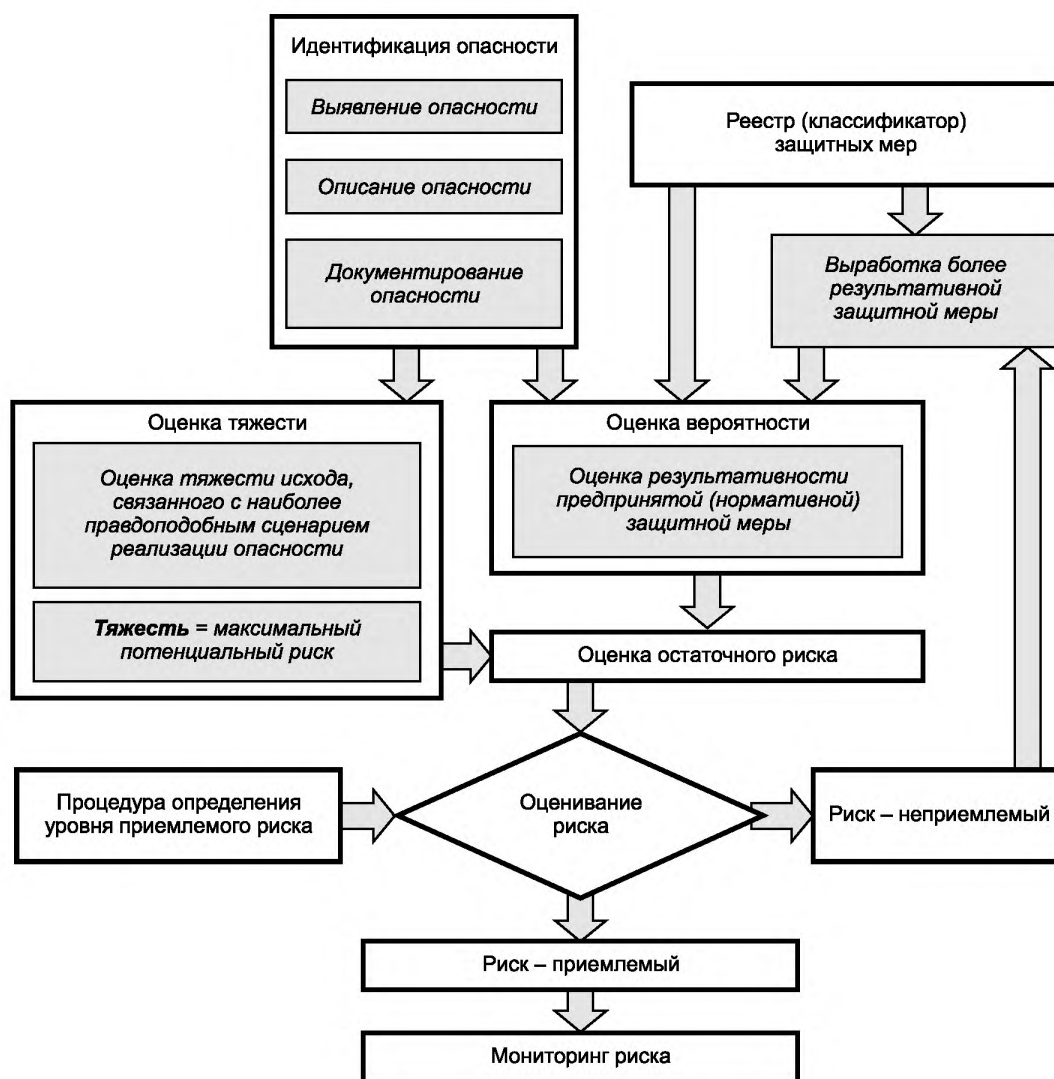 Идентификация опасности
Выявление опасности
Описание опасности
Документирование
опасности
Реестр (классификатор)
защитных мер
Выработка более
результативной
защитной меры
Оценка тяжести
Оценка тяжести исхода,
связанного с наиболее
правдоподобным сценарием
реализации опасности
Тяжесть = максимальный
потенциальный риск
Оценка вероятности
Оценка результативности
предпринятой (нормативной)
защитной меры
Оценка остаточного риска
Процедура определения
уровня приемлемого риска
Оценивание
риска
Риск – неприемлемый
Риск – приемлемый
Мониторинг риска